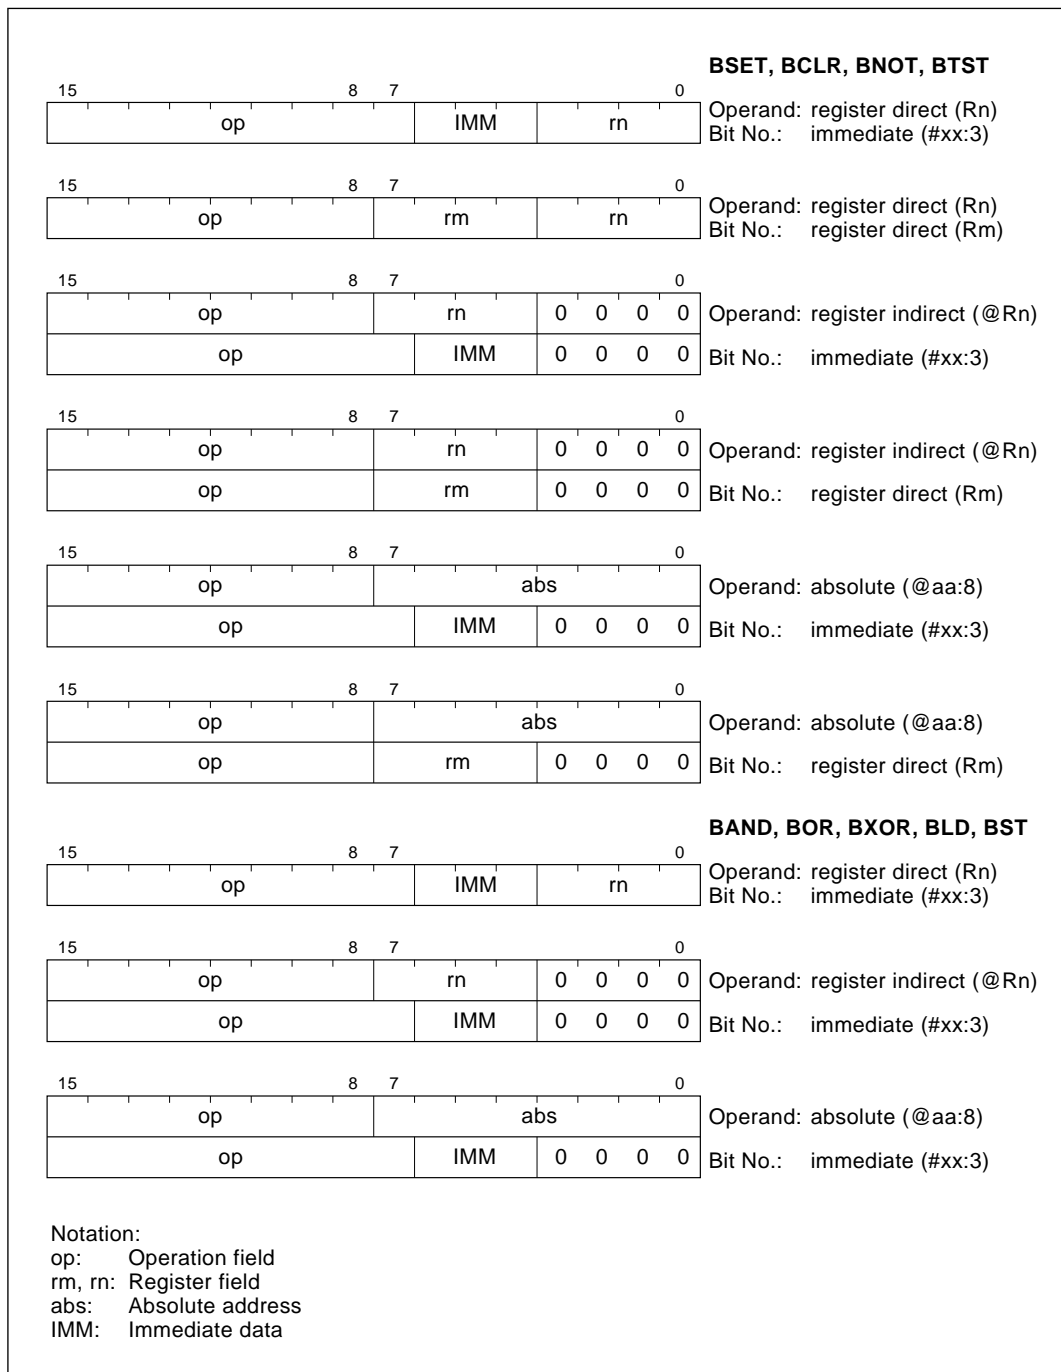 BSET, BCLR, BNOT, BTST
15 8 7 0
op IMM rn
Operand: register direct (Rn)
Bit No.: immediate (#xx:3)
15 8 7 0
op rm rn
Operand: register direct (Rn)
Bit No.: register direct (Rm)
15 8 7 0
op rn 0 0 0 0 Operand: register indirect (@Rn)
op IMM 0 0 0 0 Bit No.: immediate (#xx:3)
15 8 7 0
op rn 0 0 0 0 Operand: register indirect (@Rn)
op rm 0 0 0 0 Bit No.: register direct (Rm)
15 8 7 0
op abs Operand: absolute (@aa:8)
op IMM 0 0 0 0 Bit No.: immediate (#xx:3)
15 8 7 0
op abs Operand: absolute (@aa:8)
op rm 0 0 0 0 Bit No.: register direct (Rm)
BAND, BOR, BXOR, BLD, BST
15 8 7 0
op IMM rn
Operand: register direct (Rn)
Bit No.: immediate (#xx:3)
15 8 7 0
op rn 0 0 0 0 Operand: register indirect (@Rn)
op IMM 0 0 0 0 Bit No.: immediate (#xx:3)
15 8 7 0
op abs Operand: absolute (@aa:8)
op IMM 0 0 0 0 Bit No.: immediate (#xx:3)
Notation:
op: Operation field
rm, rn: Register field
abs: Absolute address
IMM: Immediate data